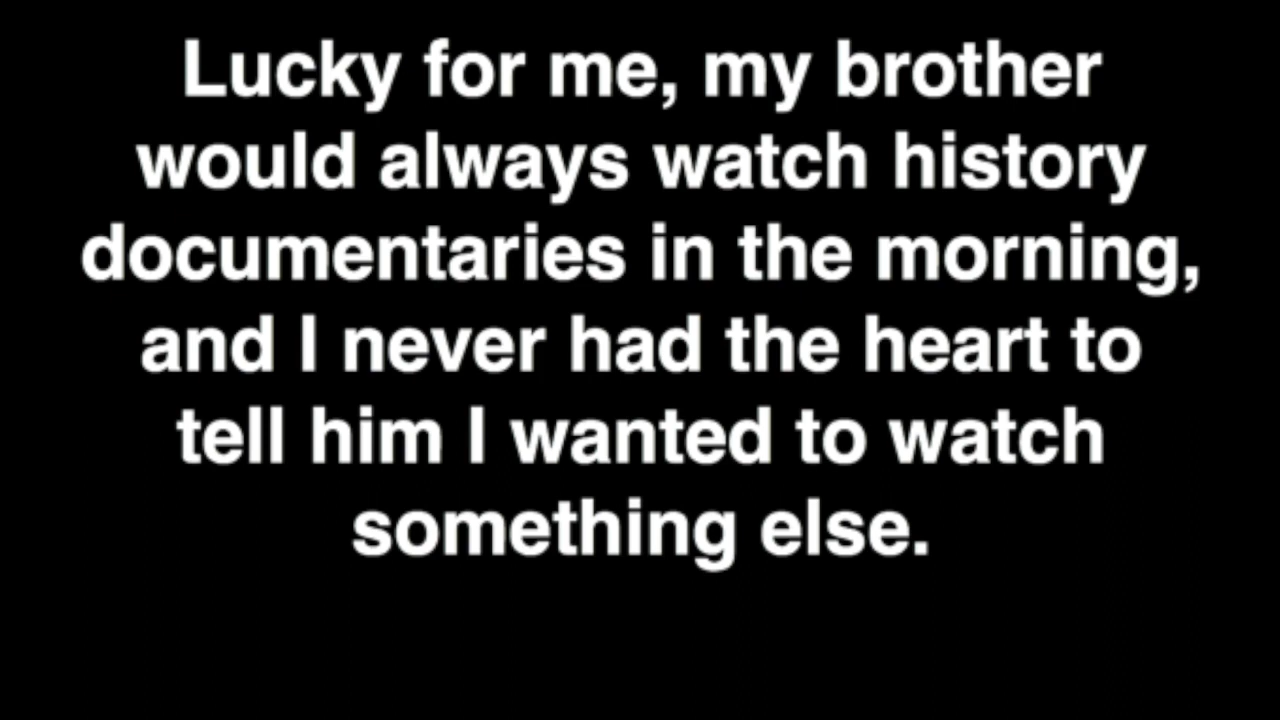 Lucky for me, my brother
would always watch history
documentaries in the morning,
and I never had the heart to
tell him I wanted to watch
something else.